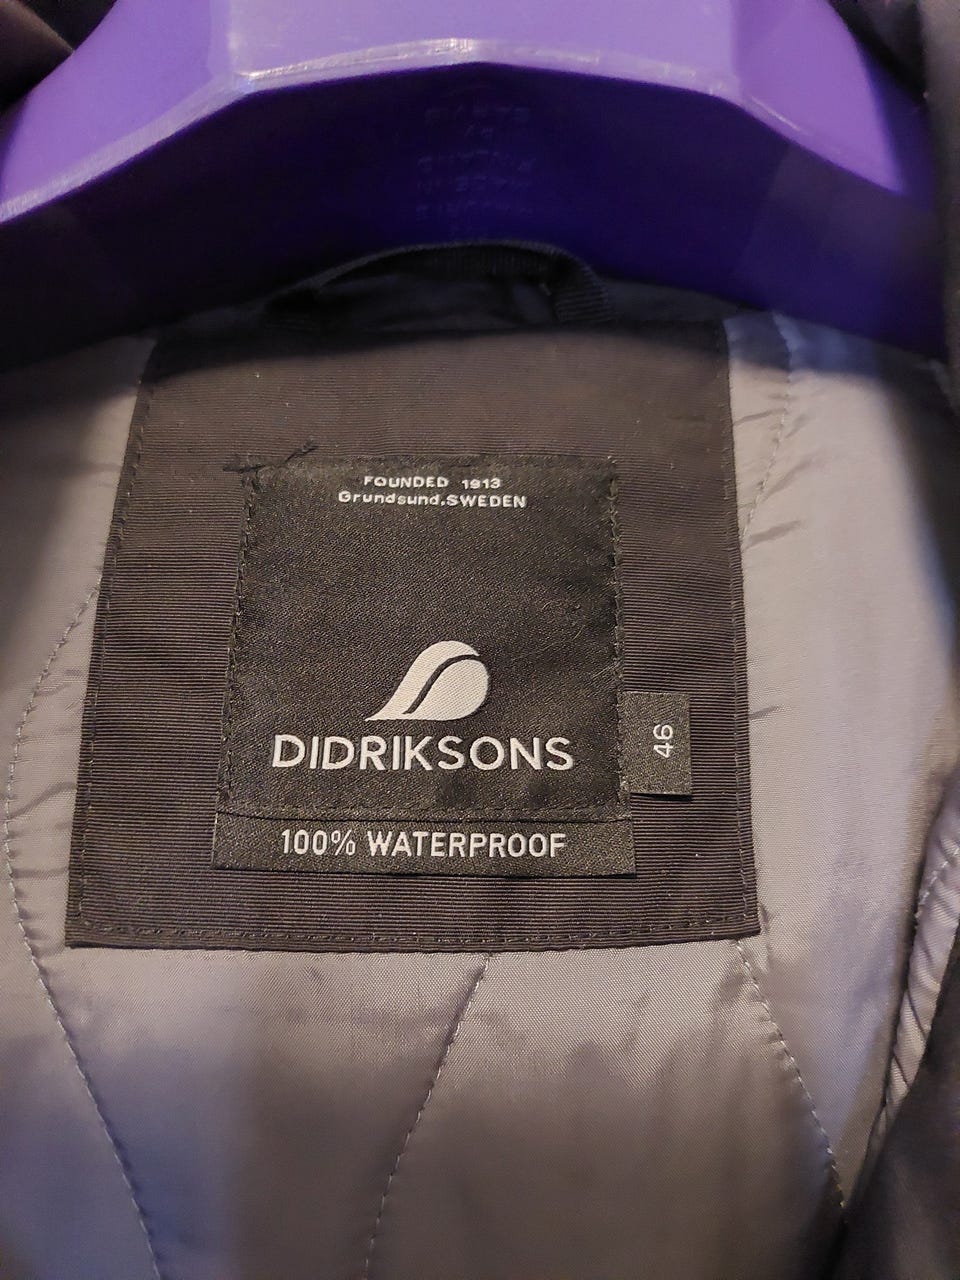 FOUNDED 1913
Grundsund.SWEDEN
DIDRIKSONS
46
100% WATERPROOF